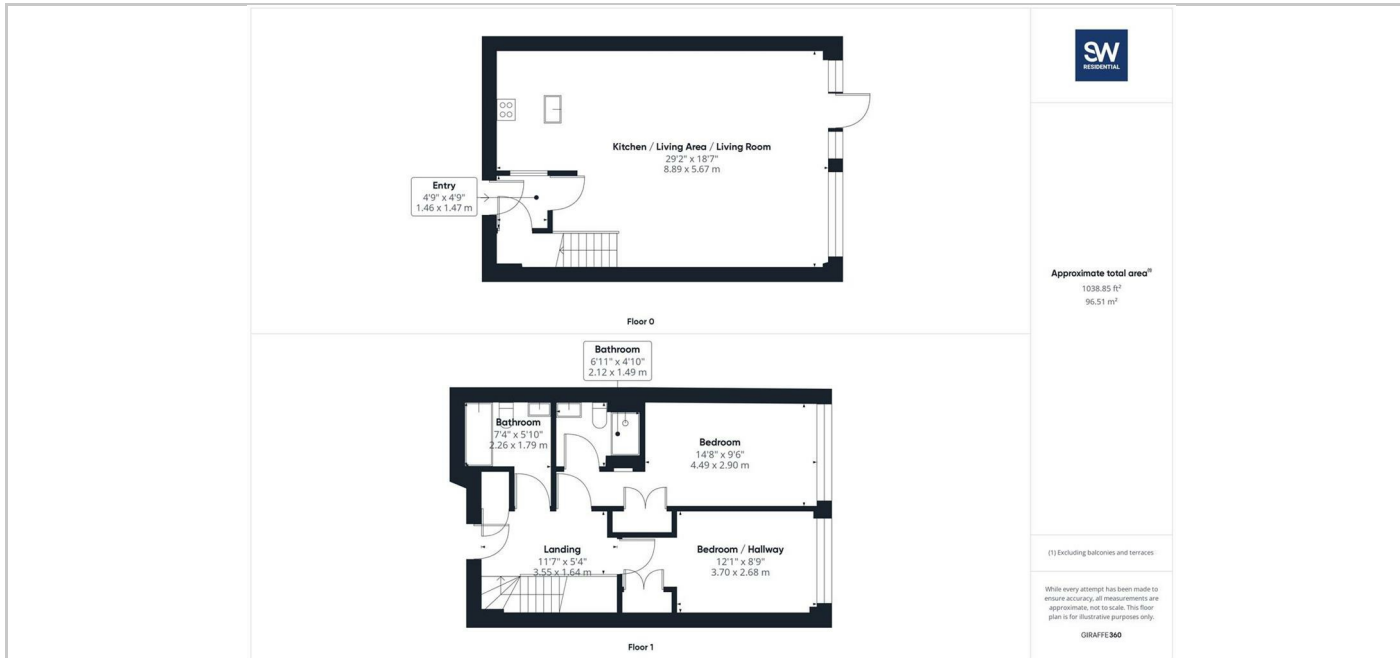 Kitchen / Living Area / Living Room
29'2" x 18'7"
8.89 x 5.67 m
Entry
4'9" x 4'9"
1.46 x 1.47 m
Floor 0
Bathroom
6'11" x 4'10"
2.12 x 1.49 m
Bathroom
7'4" x 5'10"
2.26 x 1.79 m
Bedroom
14'8" x 9'6"
4.49 x 2.90 m
Landing
11'7" x 5'4"
3.55 x 1.64 m
Bedroom / Hallway
12'1" x 8'9"
3.70 x 2.68 m
Floor 1
SW
RESIDENTIAL
Approximate total area⁽¹⁾
1038.85 ft²
96.51 m²
(1) Excluding balconies and terraces
While every attempt has been made to
ensure accuracy, all measurements are
approximate, not to scale. This floor
plan is for illustrative purposes only.
GIRAFFE360